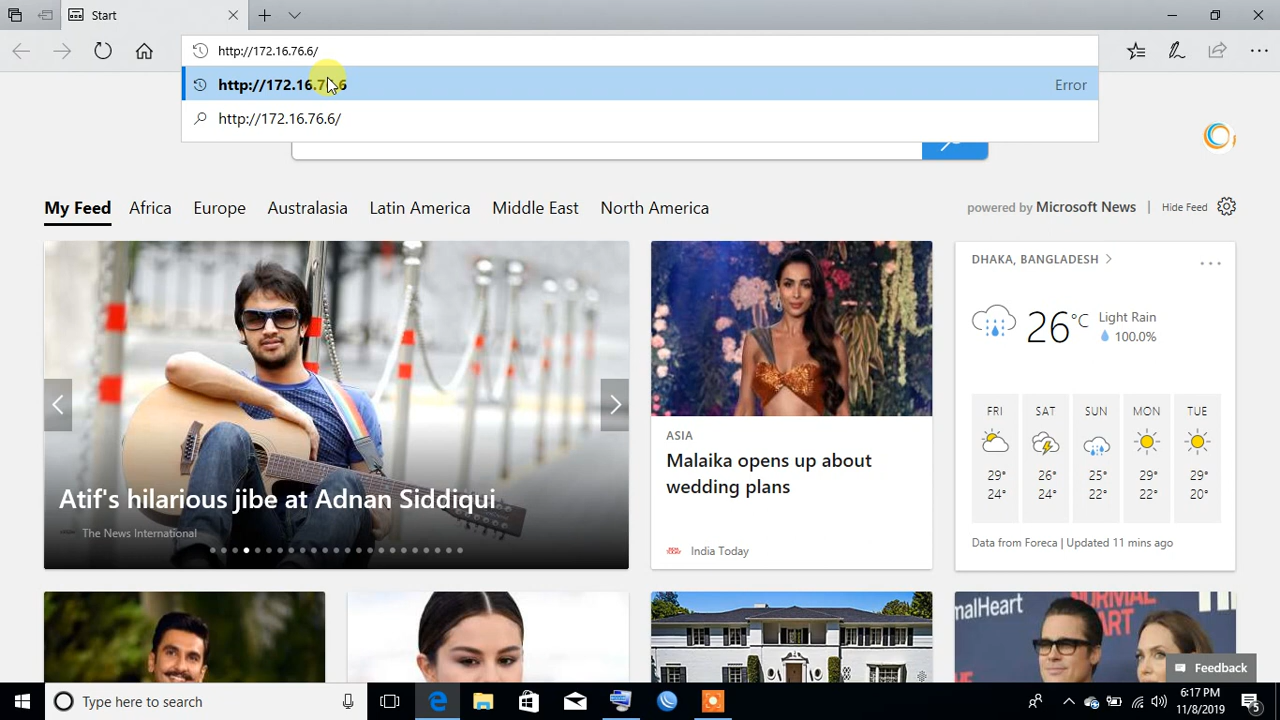 Start
http://172.16.76.6/
http://172.16.76.6 Error
http://172.16.76.6/
My Feed Africa Europe Australasia Latin America Middle East North America powered by Microsoft News | Hide Feed
Atif's hilarious jibe at Adnan Siddiqui
The News International
ASIA
Malaika opens up about
wedding plans
India Today
DHAKA, BANGLADESH
26°C Light Rain
100.0%
FRI SAT SUN MON TUE
29° 26° 25° 29° 29°
24° 24° 22° 22° 20°
Data from Foreca | Updated 11 mins ago
Feedback
Type here to search
6:17 PM
11/8/2019
5